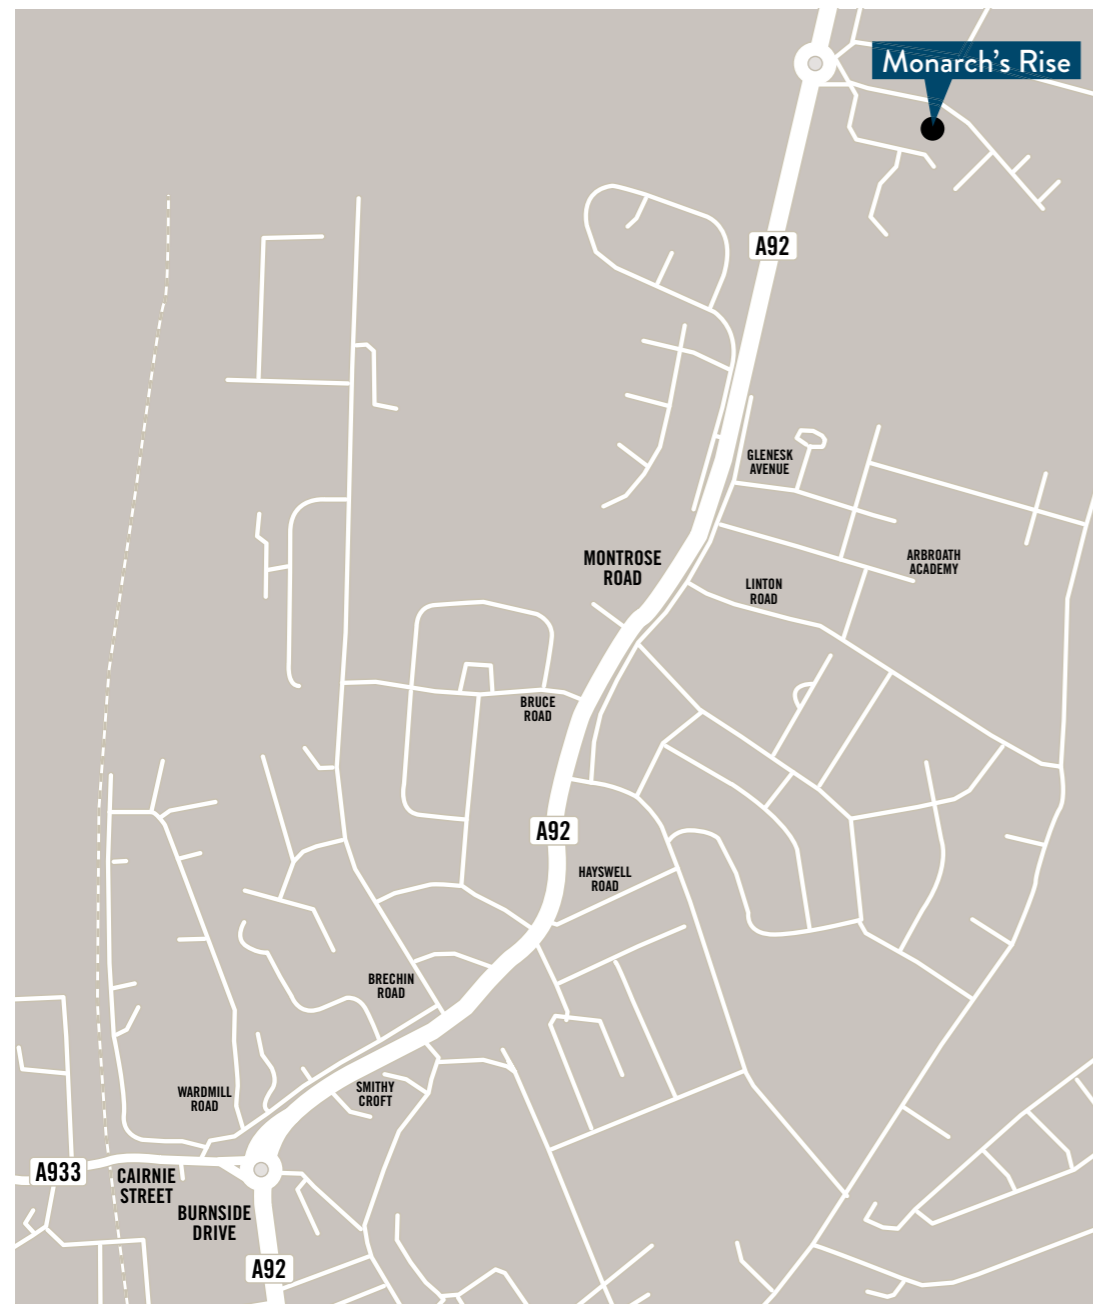 Monarch's Rise
A92
GLENESK
AVENUE
MONTROSE
ROAD
ARBROATH
ACADEMY
LINTON
ROAD
BRUCE
ROAD
A92
HAYSWELL
ROAD
BRECHIN
ROAD
WARDMILL
ROAD
SMITHY
CROFT
A933
CAIRNIE
STREET
BURNSIDE
DRIVE
A92